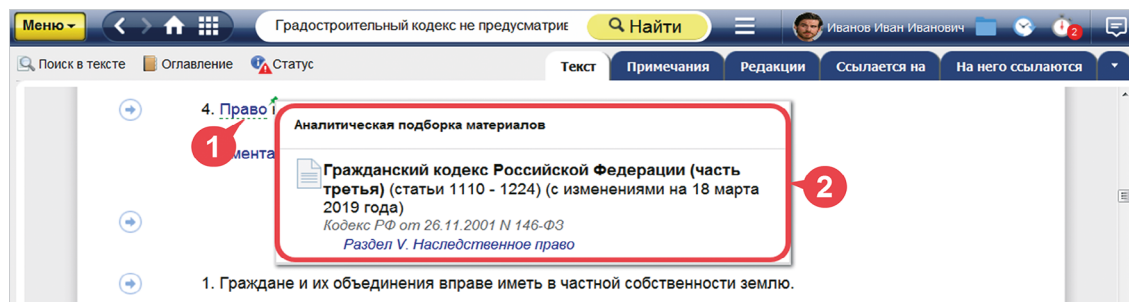 Меню
Градостроительный кодекс не предусматрив
Найти
Иванов Иван Иванович
2
Поиск в тексте Оглавление Статус
Текст Примечания Редакции Ссылается на На него ссылаются
4. Право
1
мента
Аналитическая подборка материалов
Гражданский кодекс Российской Федерации (часть
третья) (статьи 1110 - 1224) (с изменениями на 18 марта
2019 года)
Кодекс РФ от 26.11.2001 N 146-ФЗ
Раздел V. Наследственное право
2
1. Граждане и их объединения вправе иметь в частной собственности землю.